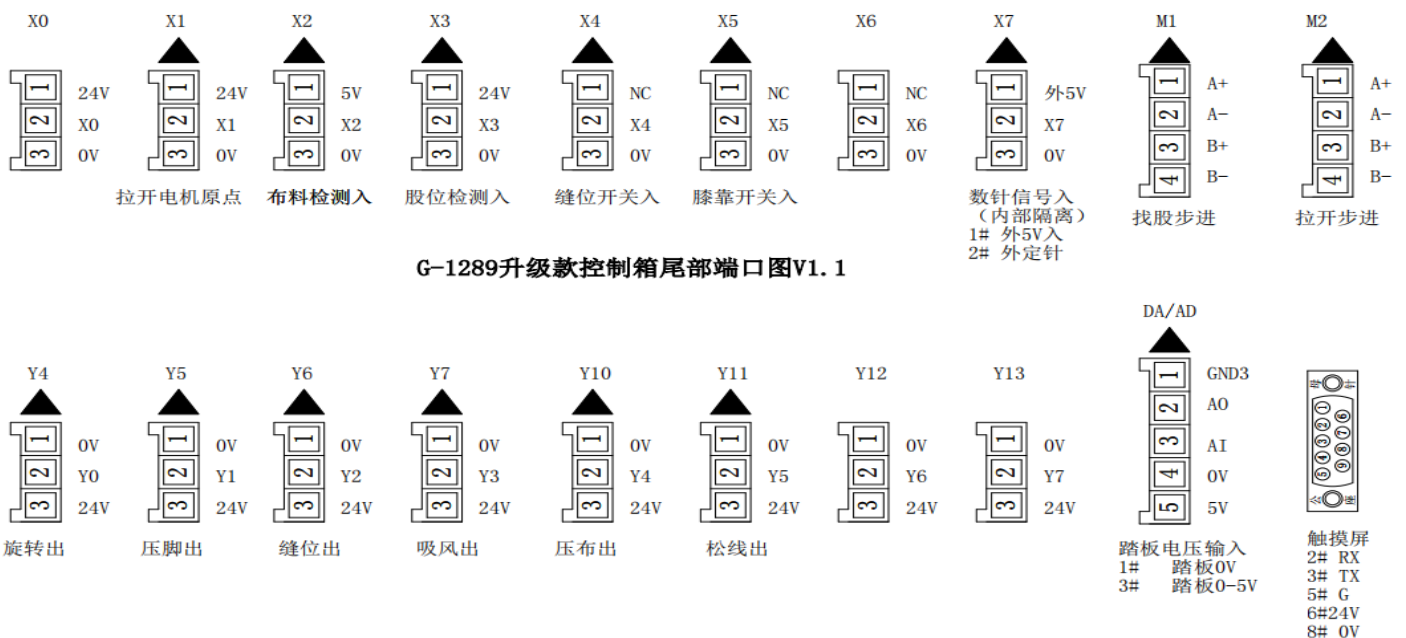 X0 X1 X2 X3 X4 X5 X6 X7 M1 M2
1 24V 1 24V 1 5V 1 24V 1 NC 1 NC 1 NC 1 外5V 1 A+ 1 A+
2 X0 2 X1 2 X2 2 X3 2 X4 2 X5 2 X6 2 X7 2 A- 2 A-
3 0V 3 0V 3 0V 3 0V 3 0V 3 0V 3 0V 3 0V 3 B+ 3 B+
4 B- 4 B-
拉开电机原点 布料检测入 股位检测入 缝位开关入 膝靠开关入 数针信号入 找股步进 拉开步进
(内部隔离)
1# 外5V入
2# 外定针
G-1289升级款控制箱尾部端口图V1.1
DA/AD
Y4 Y5 Y6 Y7 Y10 Y11 Y12 Y13
1 0V 1 0V 1 0V 1 0V 1 0V 1 0V 1 0V 1 0V
2 Y0 2 Y1 2 Y2 2 Y3 2 Y4 2 Y5 2 Y6 2 Y7
3 24V 3 24V 3 24V 3 24V 3 24V 3 24V 3 24V 3 24V
旋转出 压脚出 缝位出 吸风出 压布出 松线出
1 GND3
2 AO
3 AI
4 0V
5 5V
踏板电压输入
1# 踏板0V
3# 踏板0-5V
母 针
1 6
2 7
3 8
4 9
5
公 座
触摸屏
2# RX
3# TX
5# G
6#24V
8# 0V